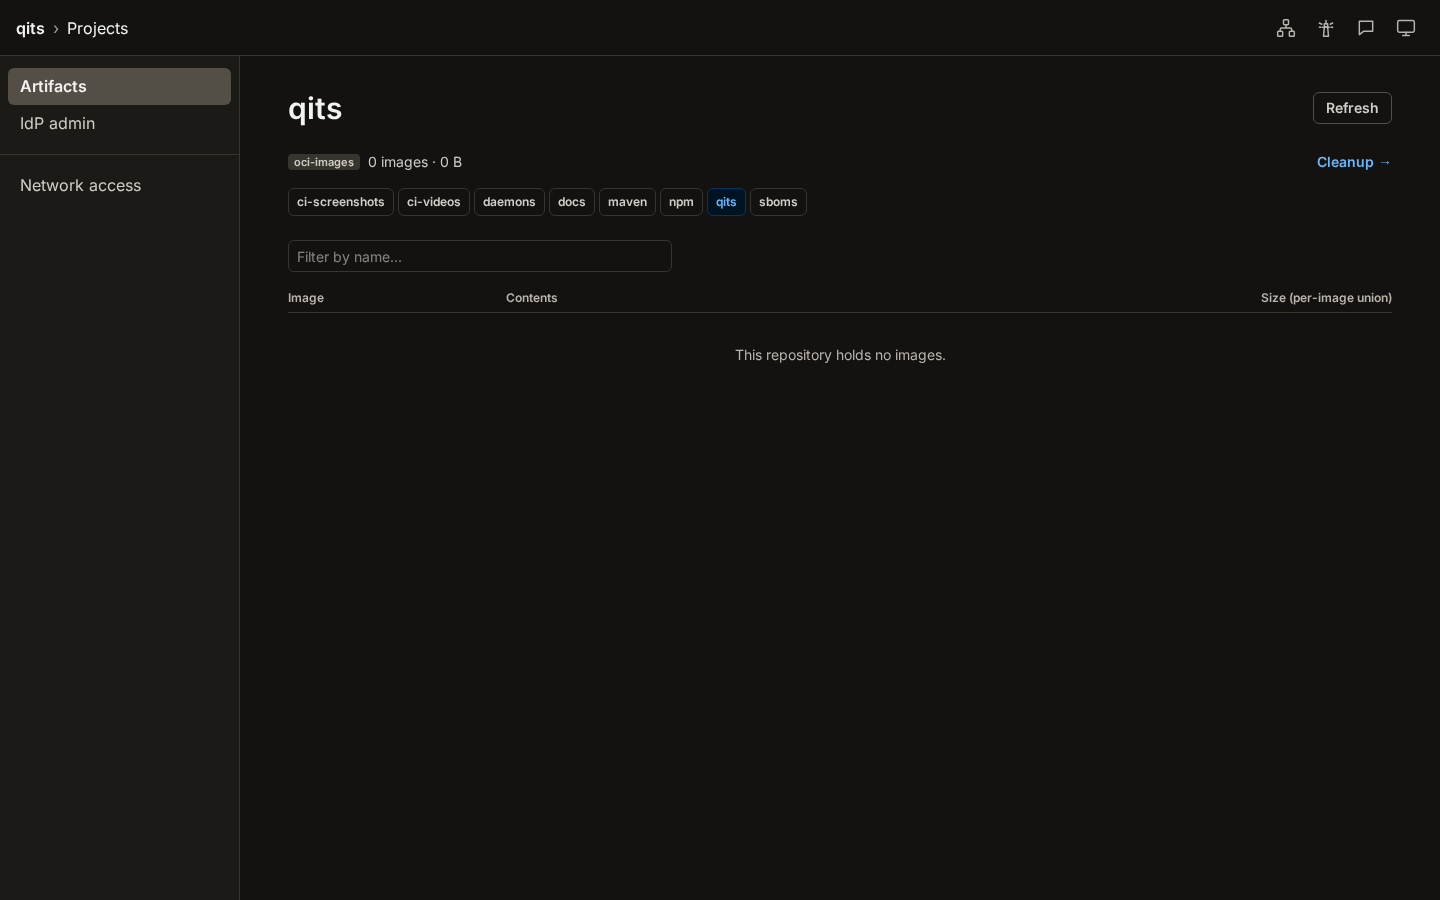 qits › Projects
Artifacts
IdP admin
Network access
qits
Refresh
oci-images 0 images · 0 B
Cleanup →
ci-screenshots ci-videos daemons docs maven npm qits sboms
Filter by name...
Image Contents Size (per-image union)
This repository holds no images.